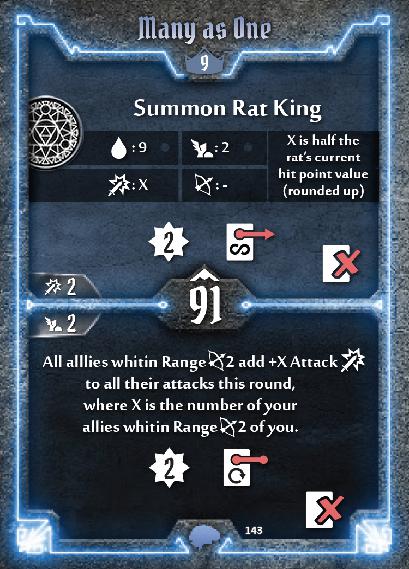 Many as One
9
Summon Rat King
: 9
: 2
X is half the
rat's current
hit point value
(rounded up)
: X
: -
2
2
91
2
All alllies whitin Range 2 add +X Attack
to all their attacks this round,
where X is the number of your
allies whitin Range 2 of you.
2
143